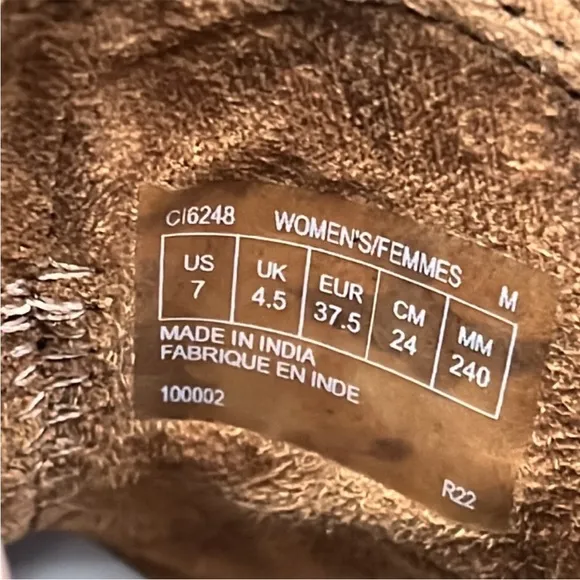 CI6248 WOMEN'S/FEMMES M
US UK EUR CM MM
7 4.5 37.5 24 240
MADE IN INDIA
FABRIQUE EN INDE
100002
R22